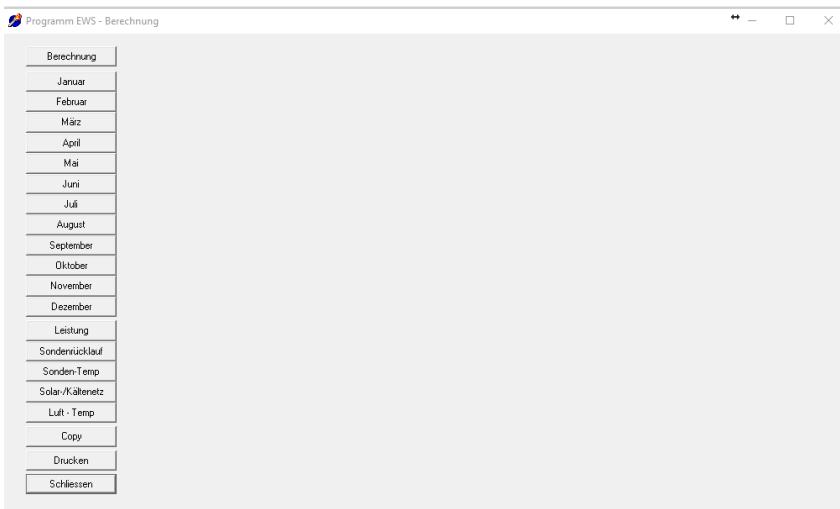 Programm EWS - Berechnung
Berechnung
Januar
Februar
März
April
Mai
Juni
Juli
August
September
Oktober
November
Dezember
Leistung
Sondenrücklauf
Sonden-Temp
Solar-/Kältenetz
Luft - Temp
Copy
Drucken
Schliessen